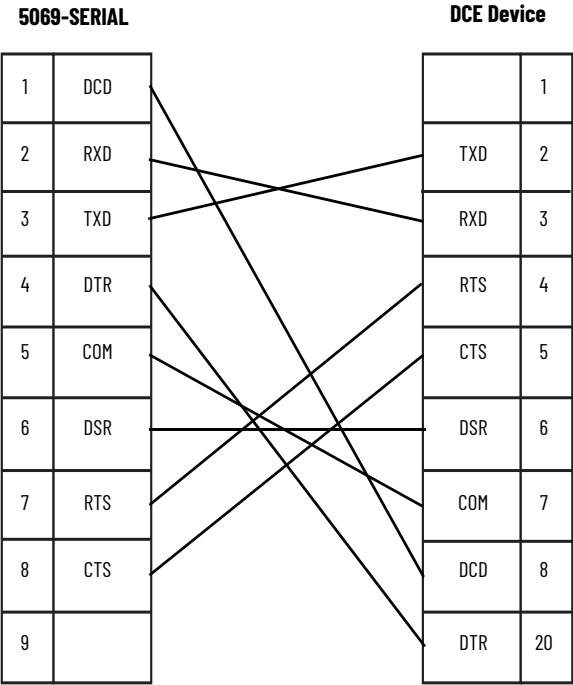 5069-SERIAL DCE Device
1 DCD 1
2 RXD TXD 2
3 TXD RXD 3
4 DTR RTS 4
5 COM CTS 5
6 DSR DSR 6
7 RTS COM 7
8 CTS DCD 8
9 DTR 20